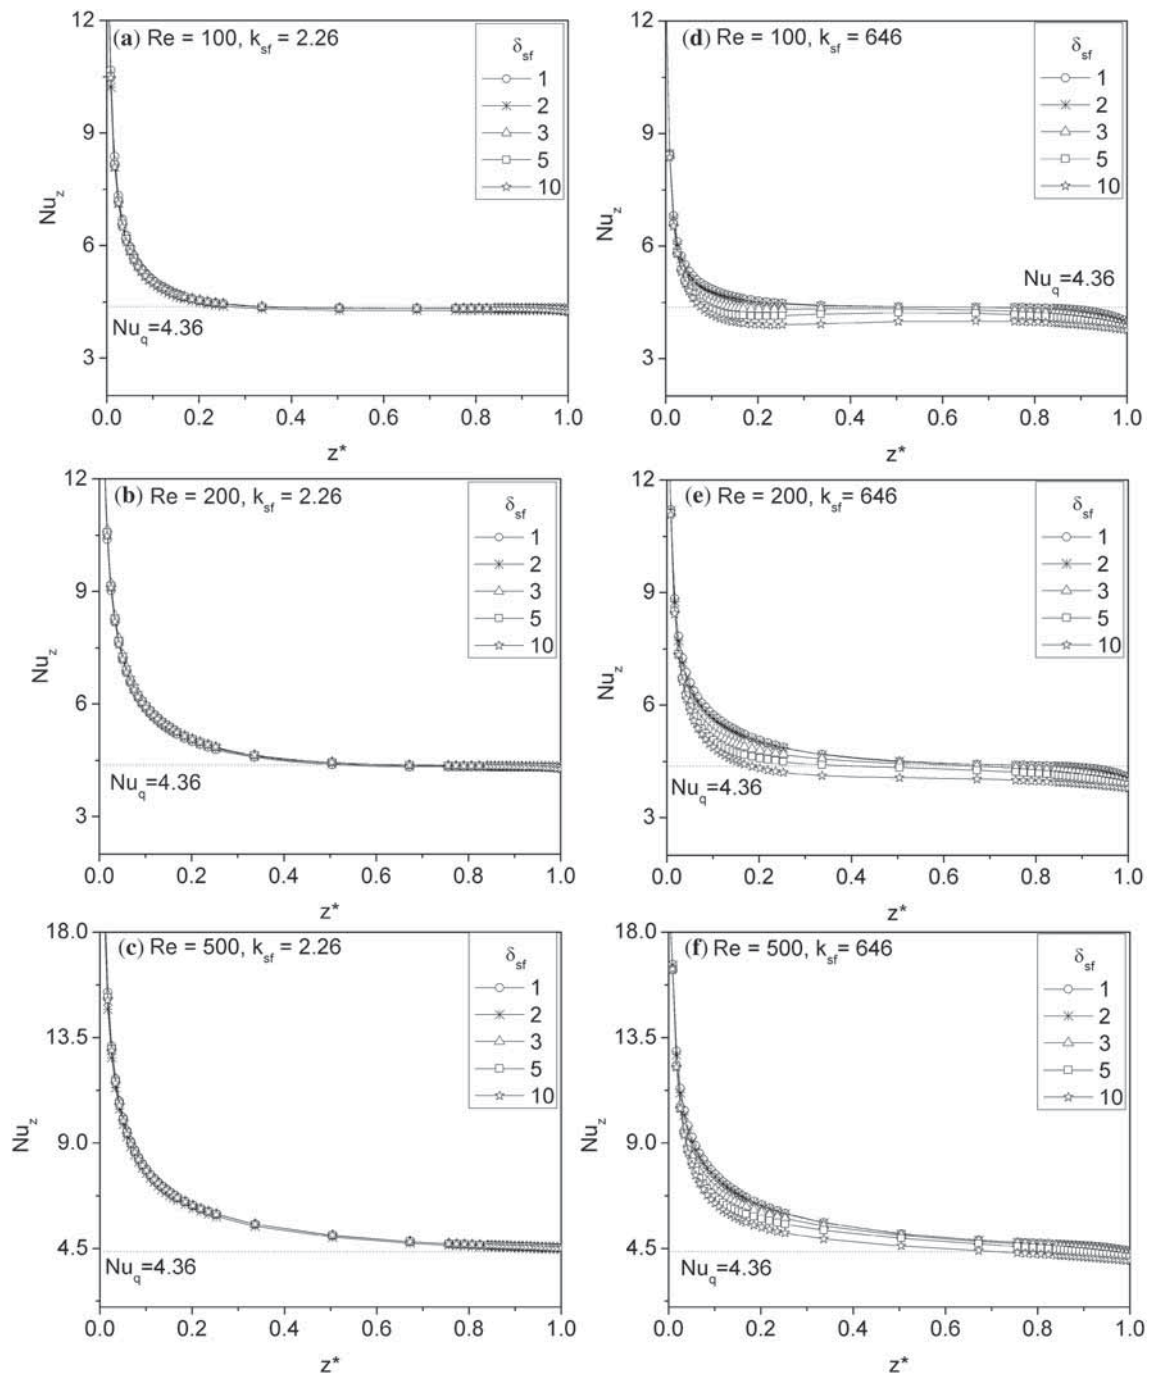 (a) Re = 100, k_sf = 2.26
δ_sf
1
2
3
5
10
Nu_z
12
9
6
3
Nu_q=4.36
0.0 0.2 0.4 0.6 0.8 1.0
z*
(d) Re = 100, k_sf = 646
δ_sf
1
2
3
5
10
Nu_z
12
9
6
3
Nu_q=4.36
0.0 0.2 0.4 0.6 0.8 1.0
z*
(b) Re = 200, k_sf = 2.26
δ_sf
1
2
3
5
10
Nu_z
12
9
6
3
Nu_q=4.36
0.0 0.2 0.4 0.6 0.8 1.0
z*
(e) Re = 200, k_sf = 646
δ_sf
1
2
3
5
10
Nu_z
12
9
6
3
Nu_q=4.36
0.0 0.2 0.4 0.6 0.8 1.0
z*
(c) Re = 500, k_sf = 2.26
δ_sf
1
2
3
5
10
Nu_z
18.0
13.5
9.0
4.5
Nu_q=4.36
0.0 0.2 0.4 0.6 0.8 1.0
z*
(f) Re = 500, k_sf = 646
δ_sf
1
2
3
5
10
Nu_z
18.0
13.5
9.0
4.5
Nu_q=4.36
0.0 0.2 0.4 0.6 0.8 1.0
z*